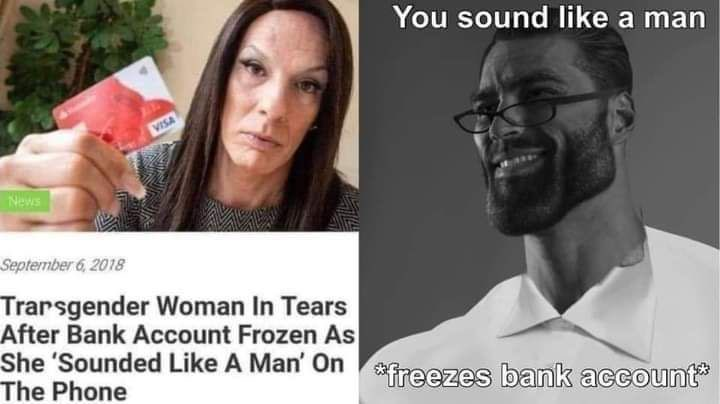 VISA
News
September 6, 2018
Transgender Woman In Tears
After Bank Account Frozen As
She ‘Sounded Like A Man’ On
The Phone
You sound like a man
*freezes bank account*